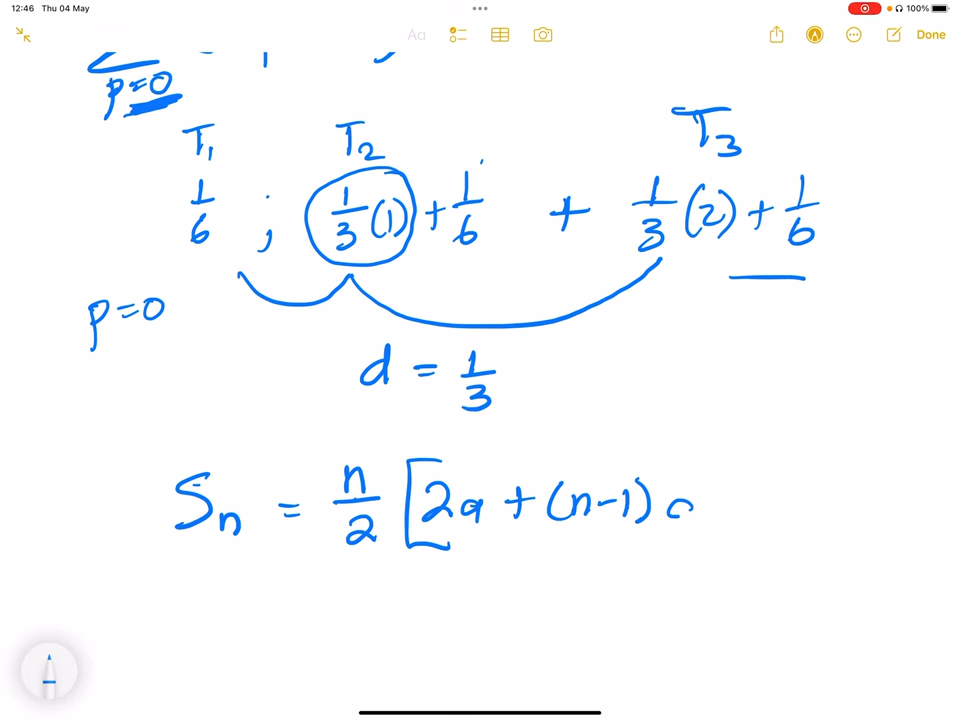 12:46 Thu 04 May 100%
Aa Done
p=0
T₁ T₂ T₃
1/6 ; 1/3 (1) + 1/6 + 1/3 (2) + 1/6
p=0
d = 1/3
Sₙ = n/2 [2a + (n-1)